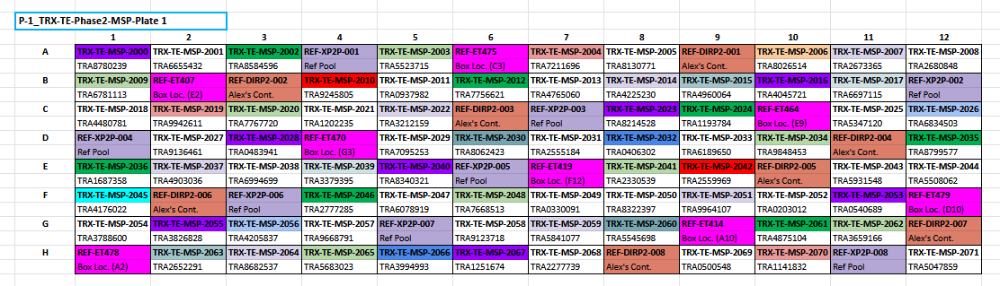 P-1_TRX-TE-Phase2-MSP-Plate 1
1 2 3 4 5 6 7 8 9 10 11 12
A TRX-TE-MSP-2000 TRX-TE-MSP-2001 TRX-TE-MSP-2002 REF-XP2P-001 TRX-TE-MSP-2003 REF-ET475 TRX-TE-MSP-2004 TRX-TE-MSP-2005 REF-DIRP2-001 TRX-TE-MSP-2006 TRX-TE-MSP-2007 TRX-TE-MSP-2008
TRA8780239 TRA6655432 TRA8584596 Ref Pool TRA5523715 Box Loc. (C3) TRA7211696 TRA8130771 Alex's Cont. TRA8026514 TRA2673365 TRA2680848
B TRX-TE-MSP-2009 REF-ET407 REF-DIRP2-002 TRX-TE-MSP-2010 TRX-TE-MSP-2011 TRX-TE-MSP-2012 TRX-TE-MSP-2013 TRX-TE-MSP-2014 TRX-TE-MSP-2015 TRX-TE-MSP-2016 TRX-TE-MSP-2017 REF-XP2P-002
TRA6781113 Box Loc. (E2) Alex's Cont. TRA9245805 TRA0937982 TRA7756621 TRA4765060 TRA4225230 TRA4960064 TRA4045721 TRA6697115 Ref Pool
C TRX-TE-MSP-2018 TRX-TE-MSP-2019 TRX-TE-MSP-2020 TRX-TE-MSP-2021 TRX-TE-MSP-2022 REF-DIRP2-003 REF-XP2P-003 TRX-TE-MSP-2023 TRX-TE-MSP-2024 REF-ET464 TRX-TE-MSP-2025 TRX-TE-MSP-2026
TRA4480781 TRA9942611 TRA7767720 TRA1202235 TRA3212159 Alex's Cont. Ref Pool TRA8214528 TRA1193784 Box Loc. (E9) TRA5347120 TRA6834503
D REF-XP2P-004 TRX-TE-MSP-2027 TRX-TE-MSP-2028 REF-ET470 TRX-TE-MSP-2029 TRX-TE-MSP-2030 TRX-TE-MSP-2031 TRX-TE-MSP-2032 TRX-TE-MSP-2033 TRX-TE-MSP-2034 REF-DIRP2-004 TRX-TE-MSP-2035
Ref Pool TRA9136461 TRA0483941 Box Loc. (G3) TRA7095253 TRA8062423 TRA2555184 TRA0406302 TRA6189650 TRA9848453 Alex's Cont. TRA8799577
E TRX-TE-MSP-2036 TRX-TE-MSP-2037 TRX-TE-MSP-2038 TRX-TE-MSP-2039 TRX-TE-MSP-2040 REF-XP2P-005 REF-ET419 TRX-TE-MSP-2041 TRX-TE-MSP-2042 REF-DIRP2-005 TRX-TE-MSP-2043 TRX-TE-MSP-2044
TRA1687358 TRA4903036 TRA6994699 TRA3379395 TRA8340321 Ref Pool Box Loc. (F12) TRA2330539 TRA2559969 Alex's Cont. TRA5931548 TRA5508062
F TRX-TE-MSP-2045 REF-DIRP2-006 REF-XP2P-006 TRX-TE-MSP-2046 TRX-TE-MSP-2047 TRX-TE-MSP-2048 TRX-TE-MSP-2049 TRX-TE-MSP-2050 TRX-TE-MSP-2051 TRX-TE-MSP-2052 TRX-TE-MSP-2053 REF-ET479
TRA4176022 Alex's Cont. Ref Pool TRA2777285 TRA6078919 TRA7668513 TRA0330091 TRA8322397 TRA9964107 TRA0203012 TRA0540689 Box Loc. (D10)
G TRX-TE-MSP-2054 TRX-TE-MSP-2055 TRX-TE-MSP-2056 TRX-TE-MSP-2057 REF-XP2P-007 TRX-TE-MSP-2058 TRX-TE-MSP-2059 TRX-TE-MSP-2060 REF-ET414 TRX-TE-MSP-2061 TRX-TE-MSP-2062 REF-DIRP2-007
TRA3788600 TRA3826828 TRA4205837 TRA9668791 Ref Pool TRA9123718 TRA5841077 TRA5545698 Box Loc. (A10) TRA4875104 TRA3659166 Alex's Cont.
H REF-ET478 TRX-TE-MSP-2063 TRX-TE-MSP-2064 TRX-TE-MSP-2065 TRX-TE-MSP-2066 TRX-TE-MSP-2067 TRX-TE-MSP-2068 REF-DIRP2-008 TRX-TE-MSP-2069 TRX-TE-MSP-2070 REF-XP2P-008 TRX-TE-MSP-2071
Box Loc. (A2) TRA2652291 TRA8682537 TRA5683023 TRA3994993 TRA1251674 TRA2277739 Alex's Cont. TRA0500548 TRA1141832 Ref Pool TRA5047859